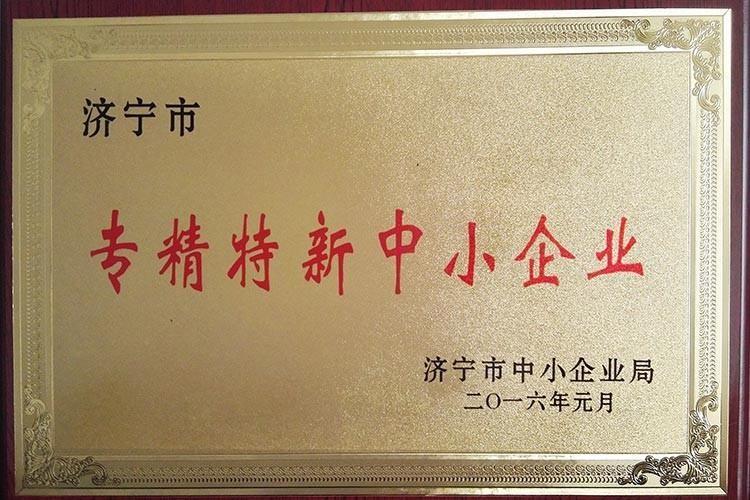 济宁市
专精特新中小企业
济宁市中小企业局
二〇一六年元月